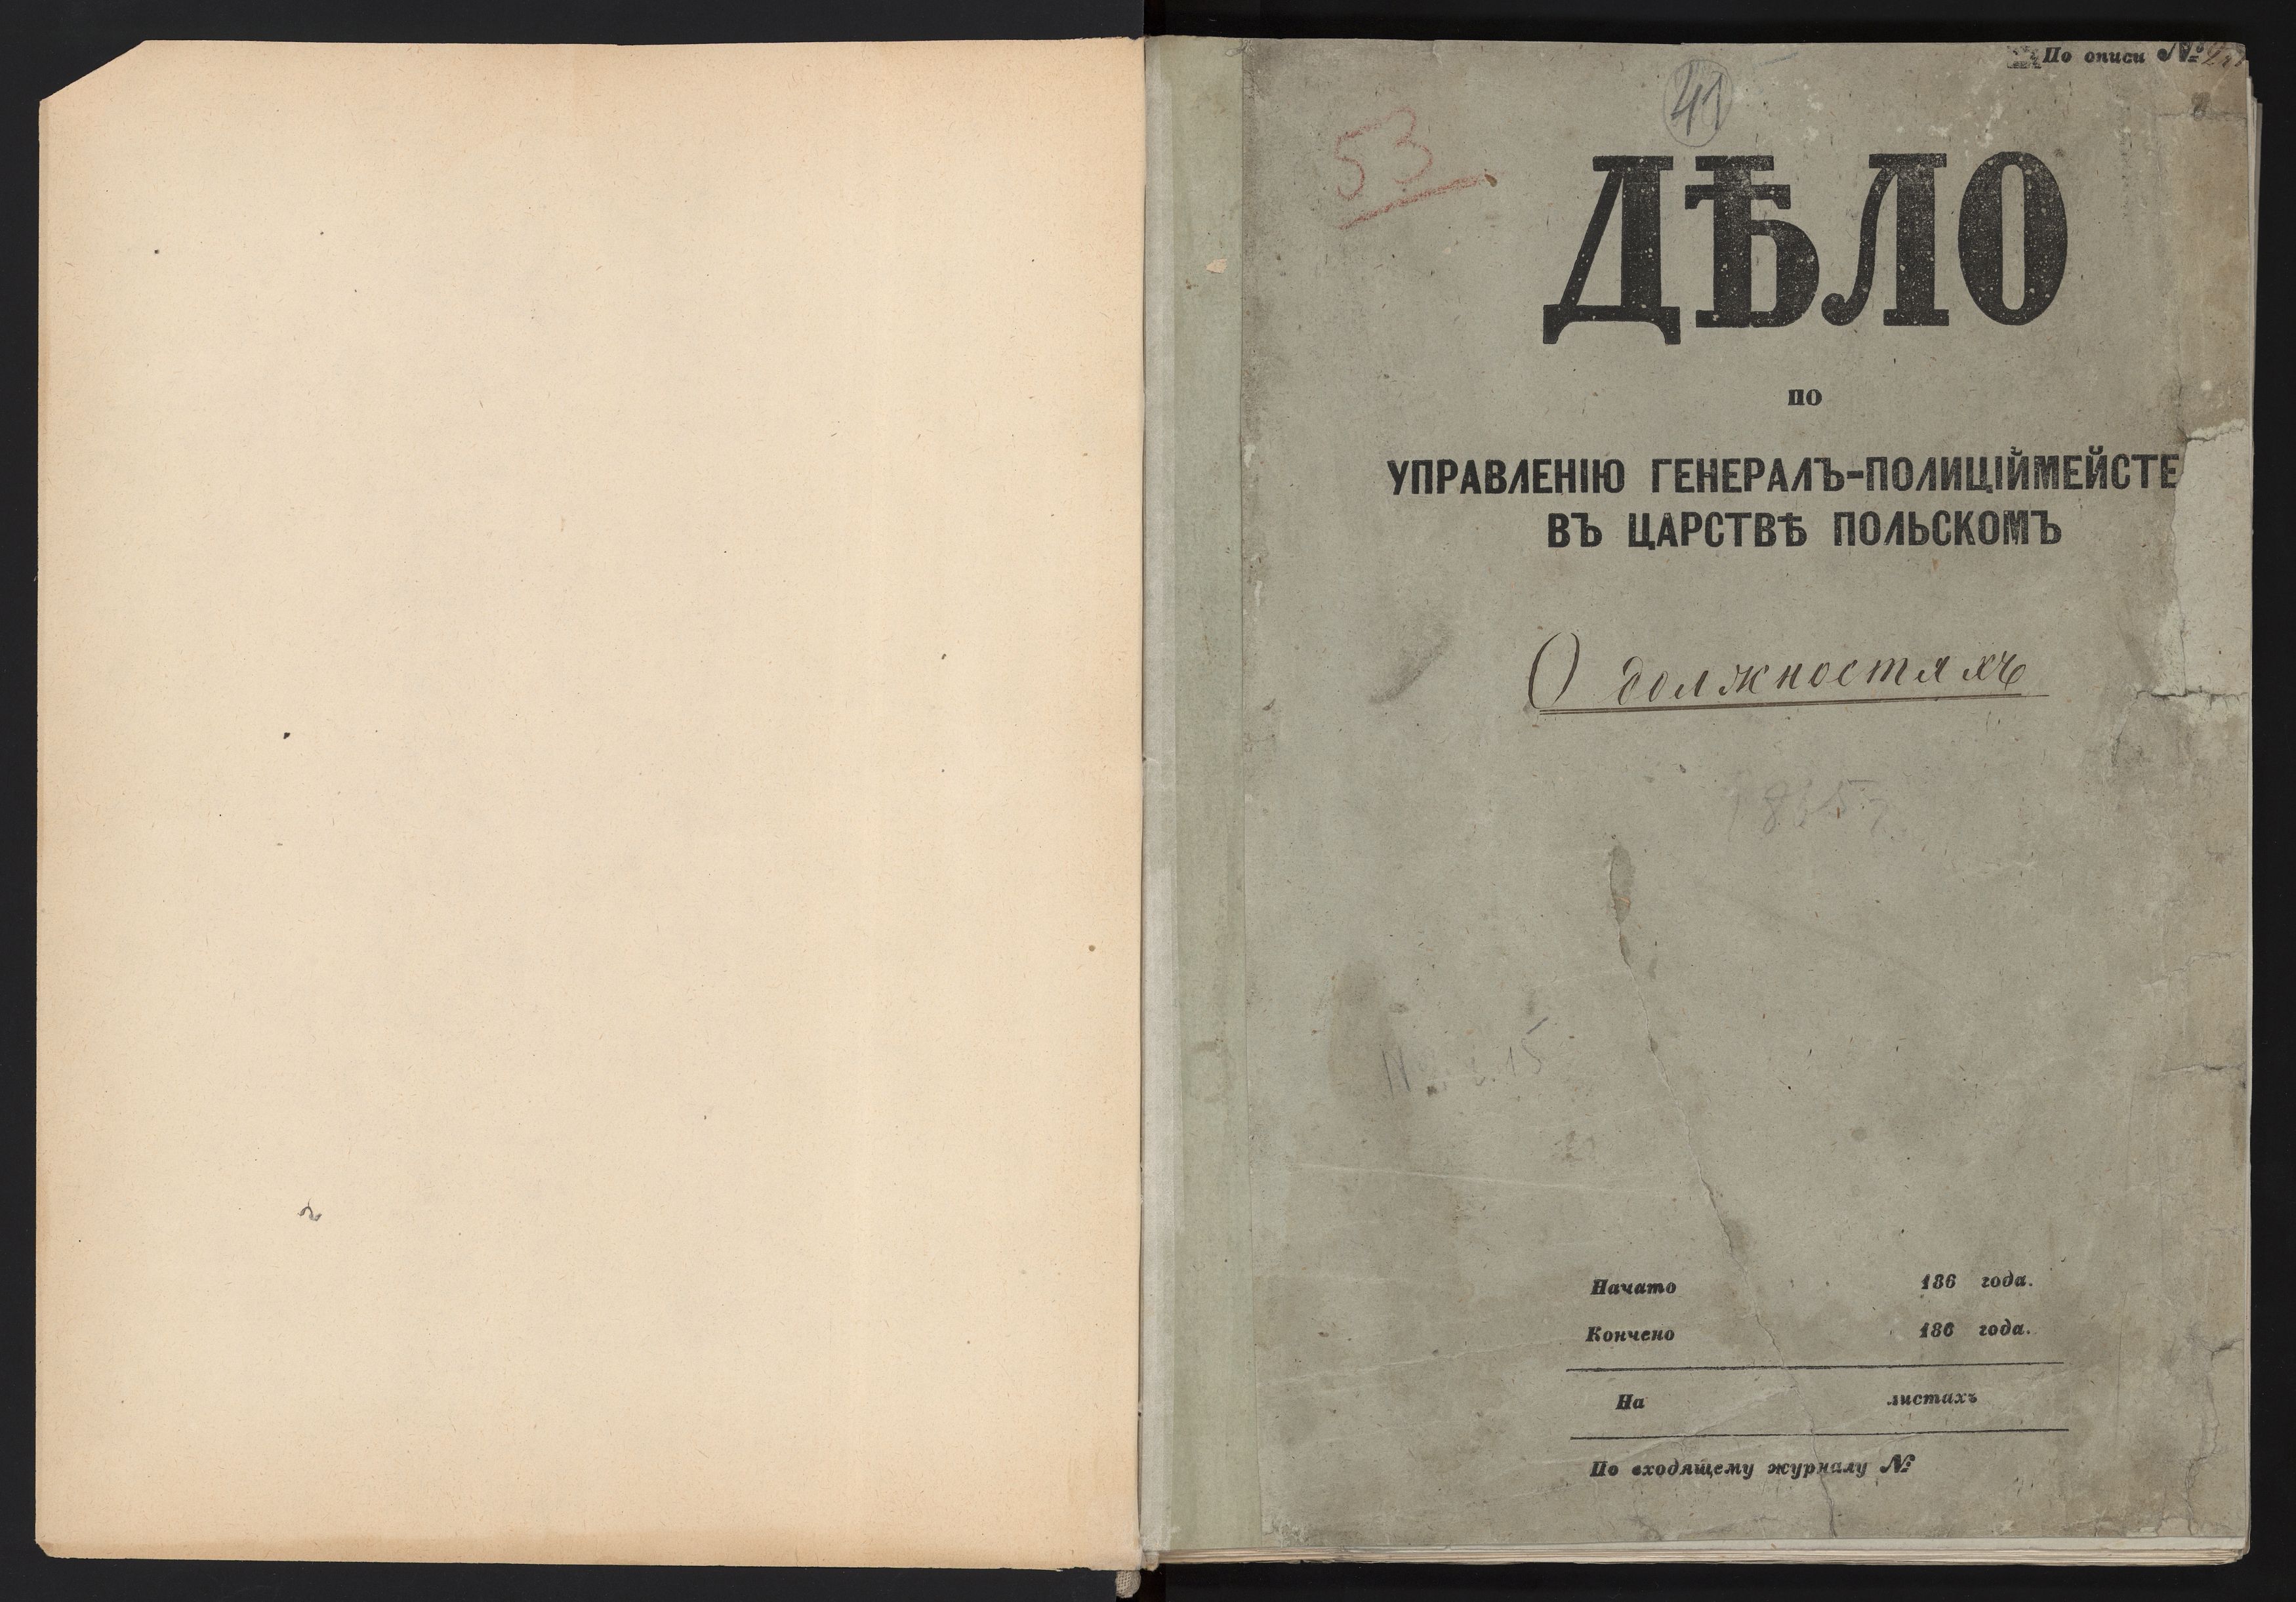 По описи №
41
53
ДѢЛО
по
УПРАВЛЕНІЮ ГЕНЕРАЛЪ-ПОЛИЦІЙМЕЙСТЕ
ВЪ ЦАРСТВѢ ПОЛЬСКОМЪ
О должностяхъ
Начато 186 года.
Кончено 186 года.
На листахъ
По входящему журналу №